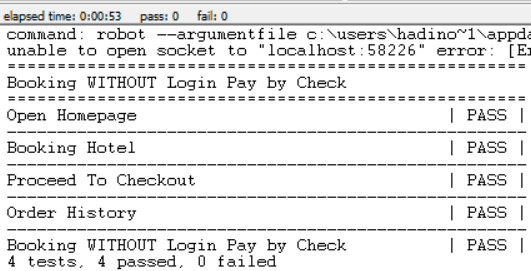 elapsed time: 0:00:53 pass: 0 fail: 0
command: robot --argumentfile c:\users\hadino~1\appda
unable to open socket to "localhost:58226" error: [Er
==============================================================
Booking WITHOUT Login Pay by Check
==============================================================
Open Homepage | PASS |
--------------------------------------------------------------
Booking Hotel | PASS |
--------------------------------------------------------------
Proceed To Checkout | PASS |
--------------------------------------------------------------
Order History | PASS |
--------------------------------------------------------------
Booking WITHOUT Login Pay by Check | PASS |
4 tests, 4 passed, 0 failed